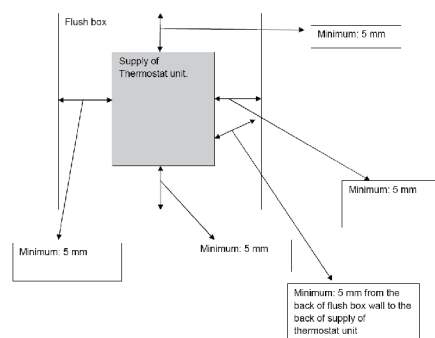 Flush box
Minimum: 5 mm
Supply of
Thermostat unit.
Minimum: 5 mm
Minimum: 5 mm
Minimum: 5 mm
Minimum: 5 mm from the
back of flush box wall to the
back of supply of
thermostat unit